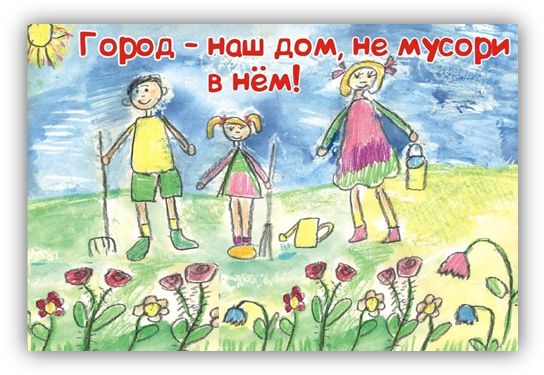 Город - наш дом, не мусори
в нём!